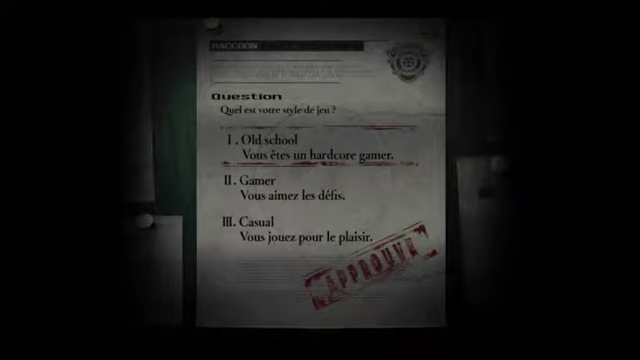 RACCOON
Question
Quel est votre style de jeu ?
I. Old school
Vous êtes un hardcore gamer.
II. Gamer
Vous aimez les défis.
III. Casual
Vous jouez pour le plaisir.
APPROUVÉ